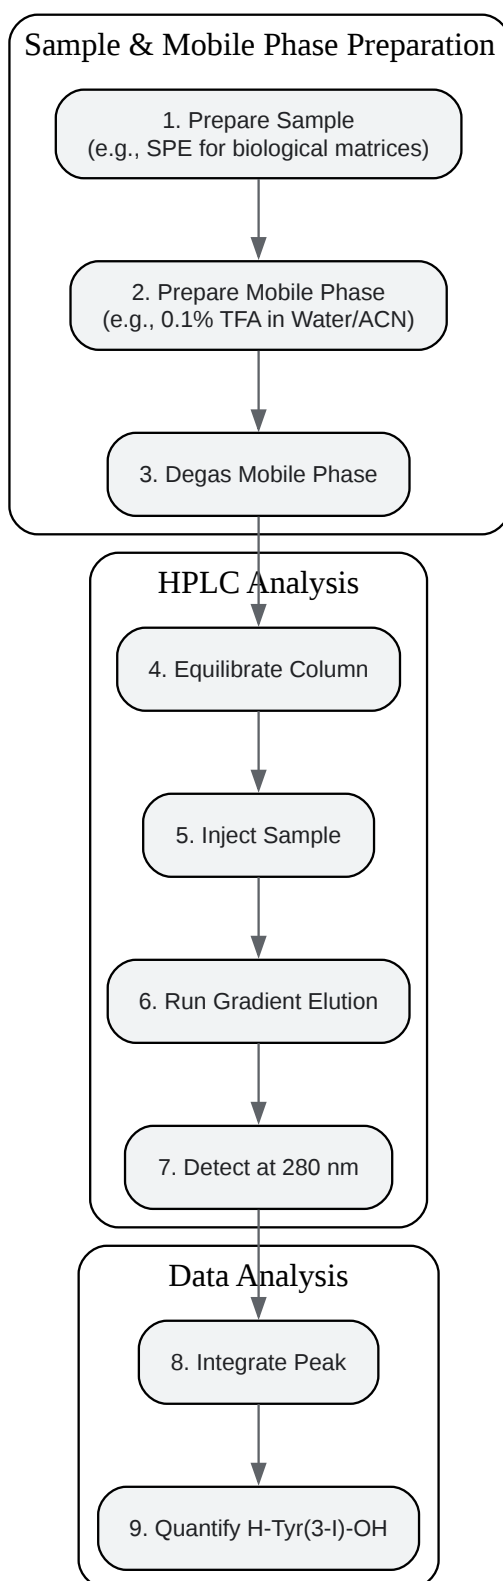 Sample & Mobile Phase Preparation
1. Prepare Sample
(e.g., SPE for biological matrices)
2. Prepare Mobile Phase
(e.g., 0.1% TFA in Water/ACN)
3. Degas Mobile Phase
HPLC Analysis
4. Equilibrate Column
5. Inject Sample
6. Run Gradient Elution
7. Detect at 280 nm
Data Analysis
8. Integrate Peak
9. Quantify H-Tyr(3-I)-OH